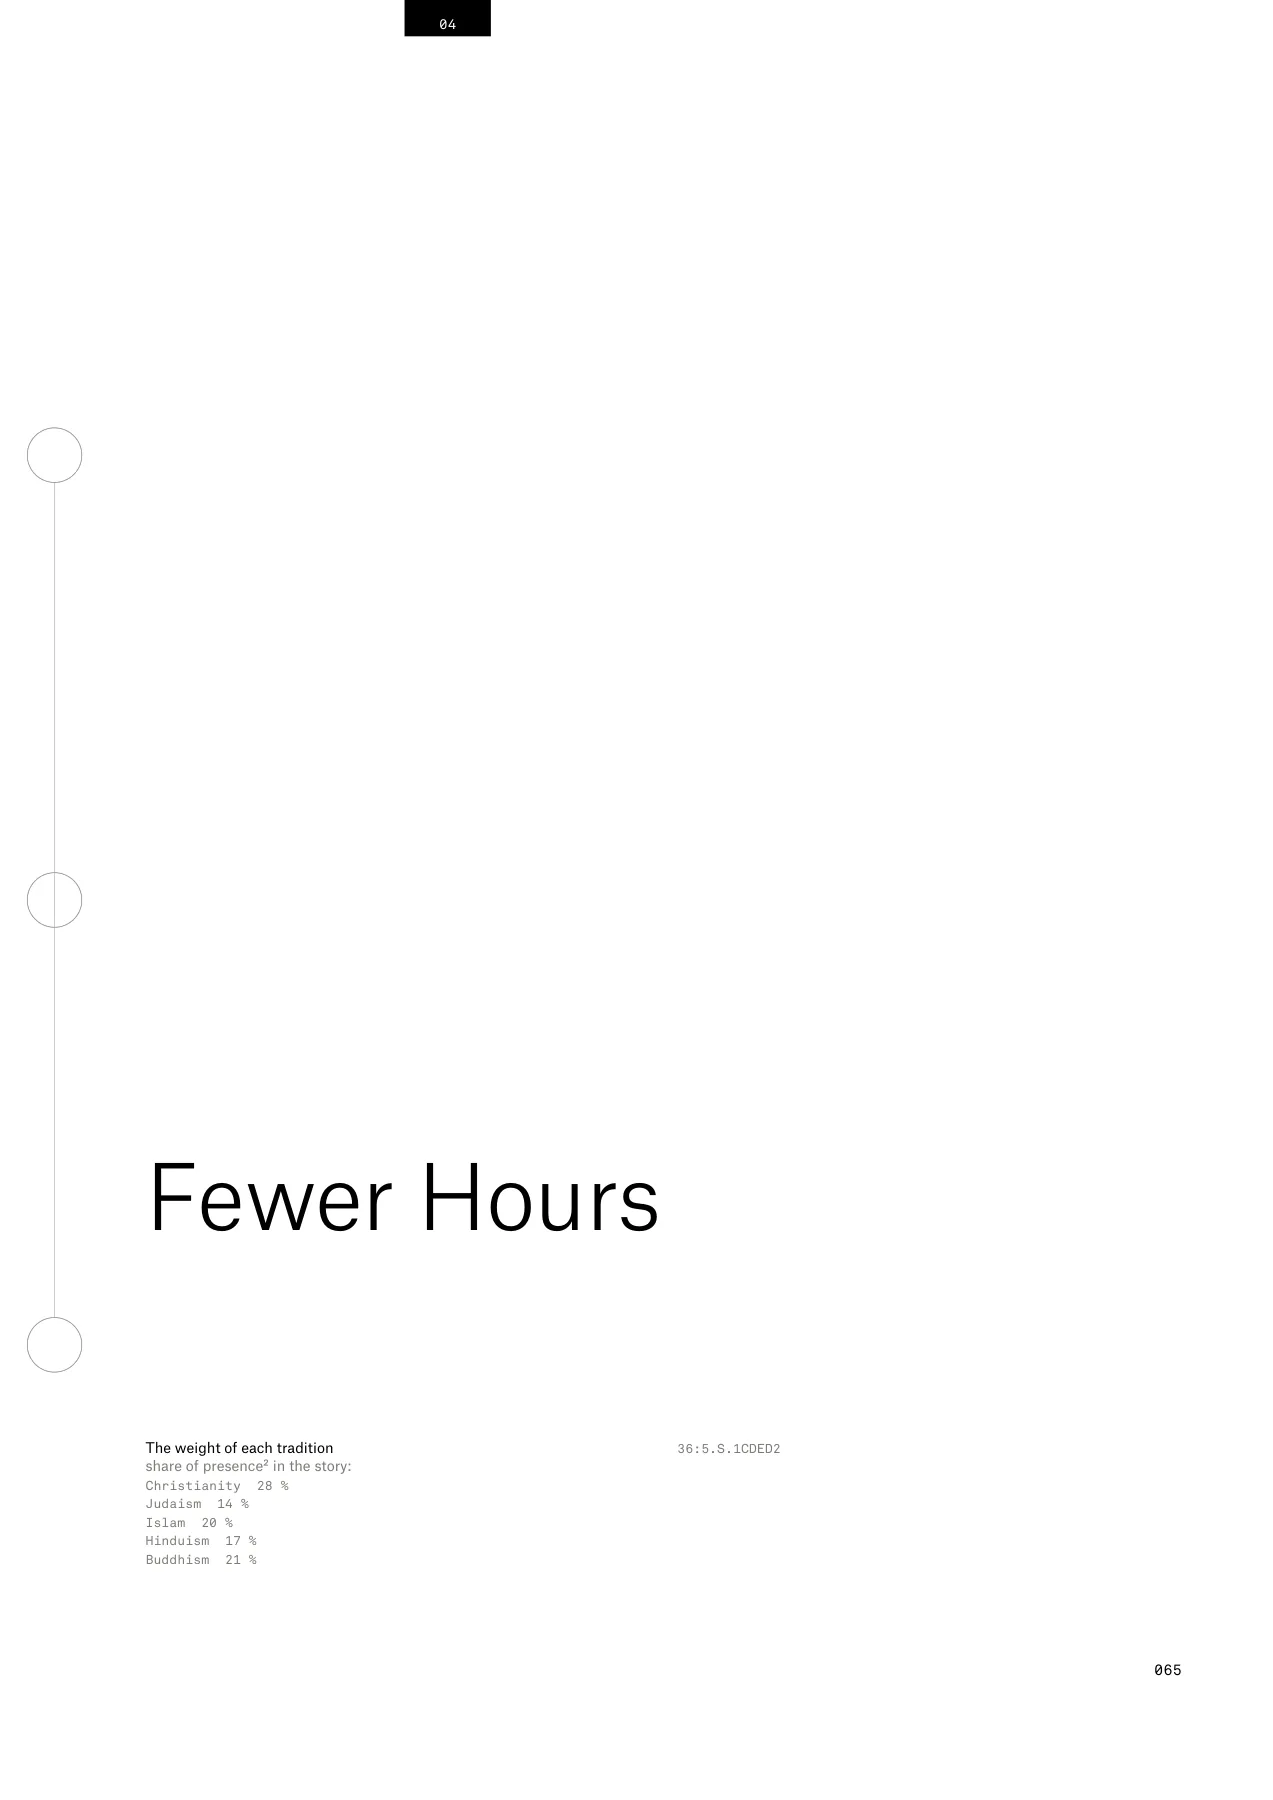 04
Fewer Hours
The weight of each tradition
share of presence² in the story:
Christianity  28 %
Judaism  14 %
Islam  20 %
Hinduism  17 %
Buddhism  21 %
36:5.S.1CDED2
065